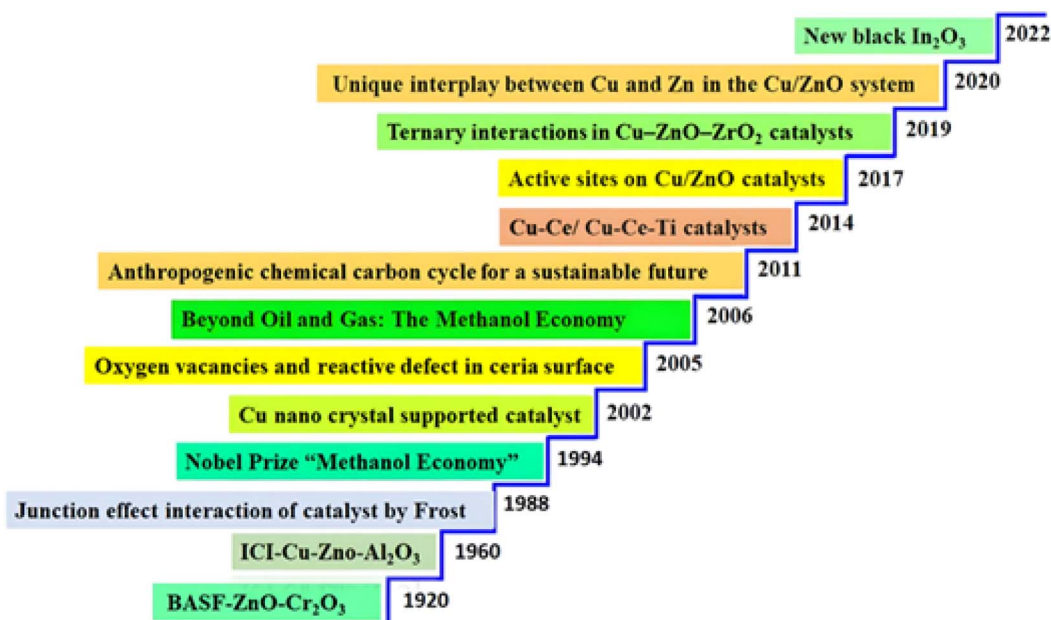 New black In₂O₃ 2022
Unique interplay between Cu and Zn in the Cu/ZnO system 2020
Ternary interactions in Cu–ZnO–ZrO₂ catalysts 2019
Active sites on Cu/ZnO catalysts 2017
Cu-Ce/ Cu-Ce-Ti catalysts 2014
Anthropogenic chemical carbon cycle for a sustainable future 2011
Beyond Oil and Gas: The Methanol Economy 2006
Oxygen vacancies and reactive defect in ceria surface 2005
Cu nano crystal supported catalyst 2002
Nobel Prize “Methanol Economy” 1994
Junction effect interaction of catalyst by Frost 1988
ICI-Cu-Zno-Al₂O₃ 1960
BASF-ZnO-Cr₂O₃ 1920